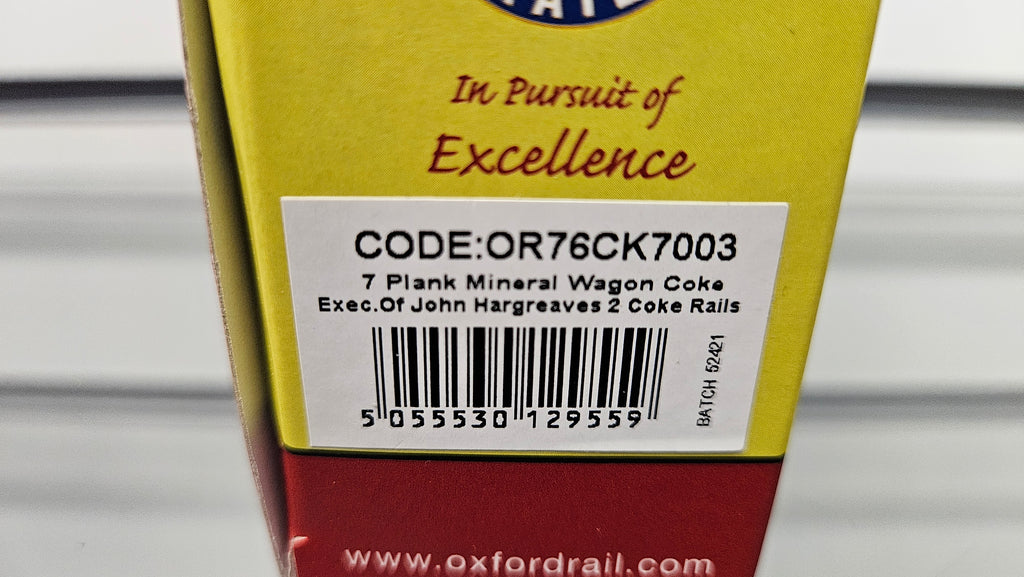 In Pursuit of
Excellence
CODE:OR76CK7003
7 Plank Mineral Wagon Coke
Exec.Of John Hargreaves 2 Coke Rails
5 055530 129559
BATCH 52421
www.oxfordrail.com